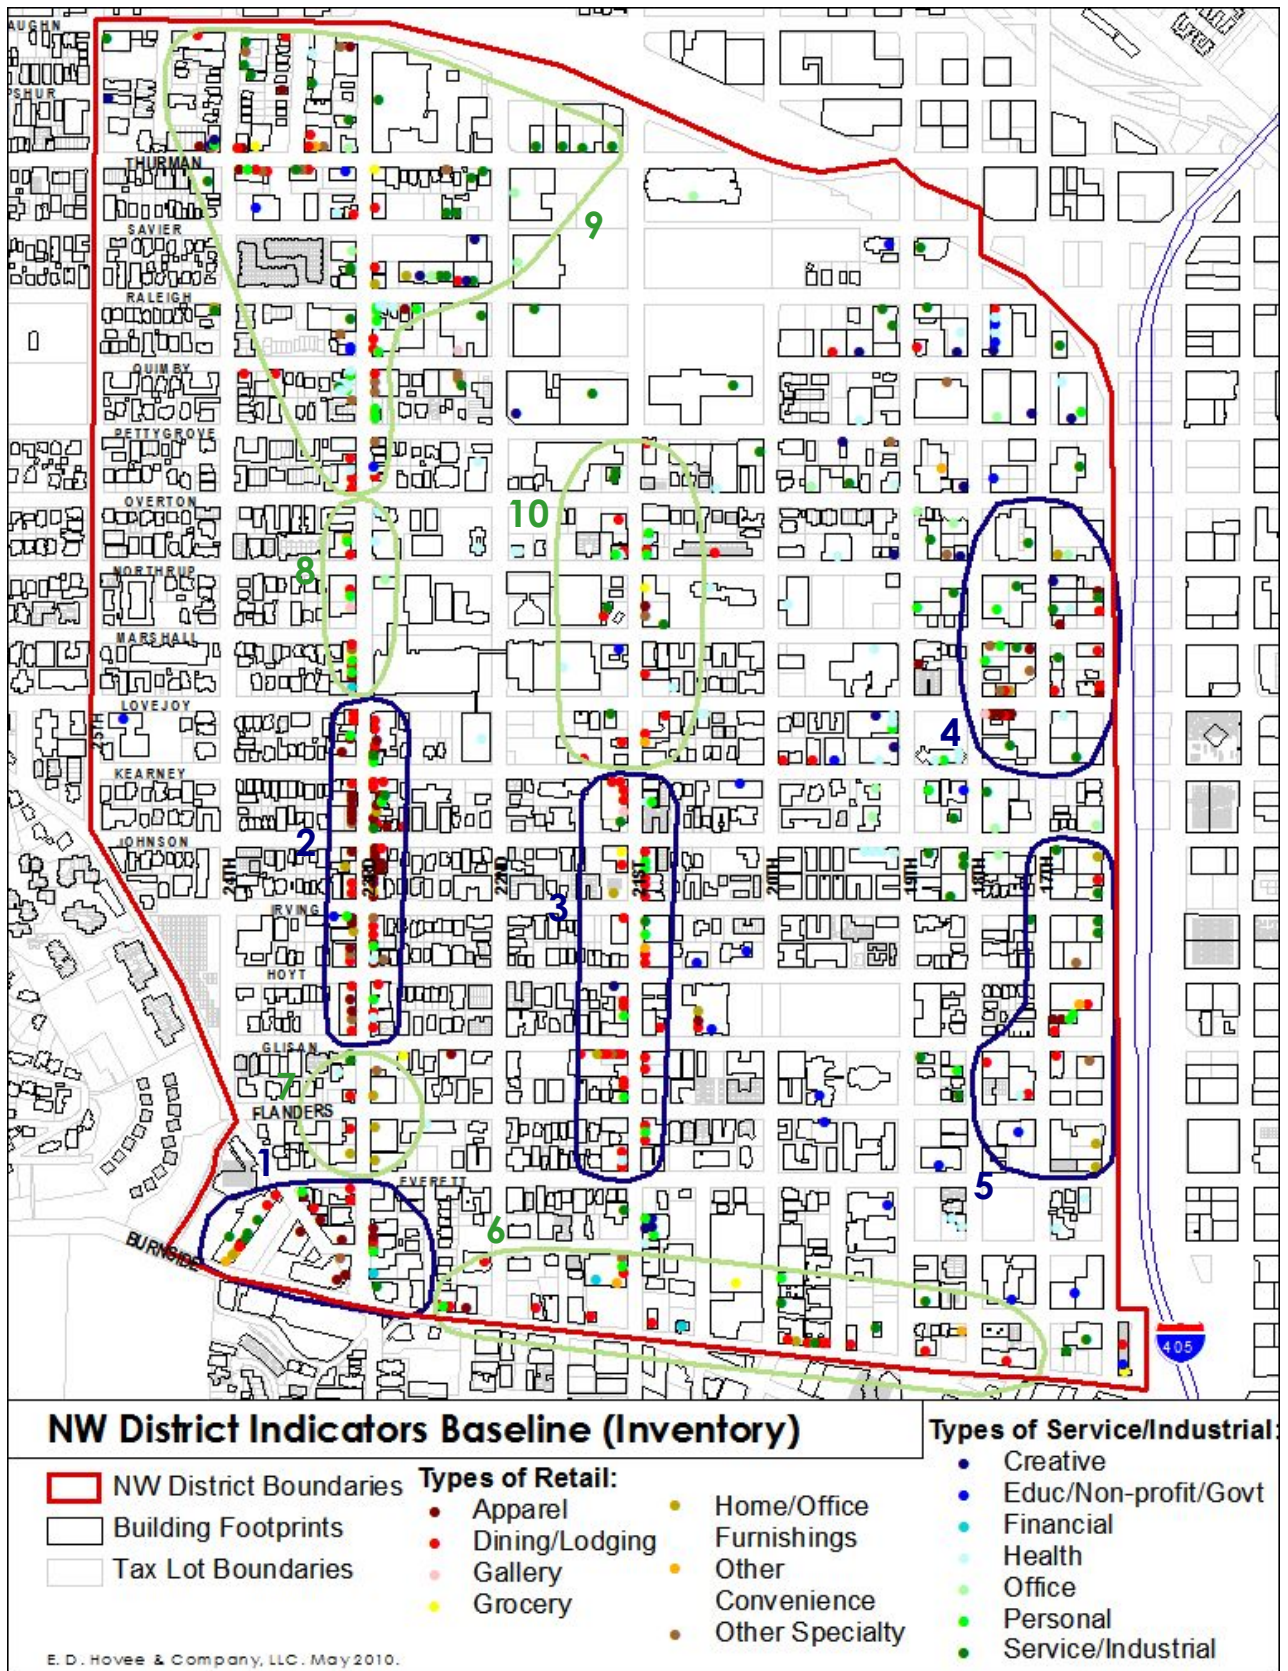 AUGHN
PSHUR
THURMAN
SAVIER
9
RALEIGH
QUIMBY
PETTYGROVE
OVERTON
10
8
NORTHRUP
MARSHALL
LOVEJOY
25TH
4
KEARNEY
2
JOHNSON
24TH
23RD
22ND
21ST
20TH
19TH
18TH
17TH
3
IRVING
HOYT
GLISAN
7
FLANDERS
1
EVERETT
5
6
BURNSIDE
405
NW District Indicators Baseline (Inventory)
NW District Boundaries
Building Footprints
Tax Lot Boundaries
E. D. Hovee & Company, LLC. May 2010.
Types of Retail:
Apparel
Dining/Lodging
Gallery
Grocery
Home/Office
Furnishings
Other
Convenience
Other Specialty
Types of Service/Industrial:
Creative
Educ/Non-profit/Govt
Financial
Health
Office
Personal
Service/Industrial